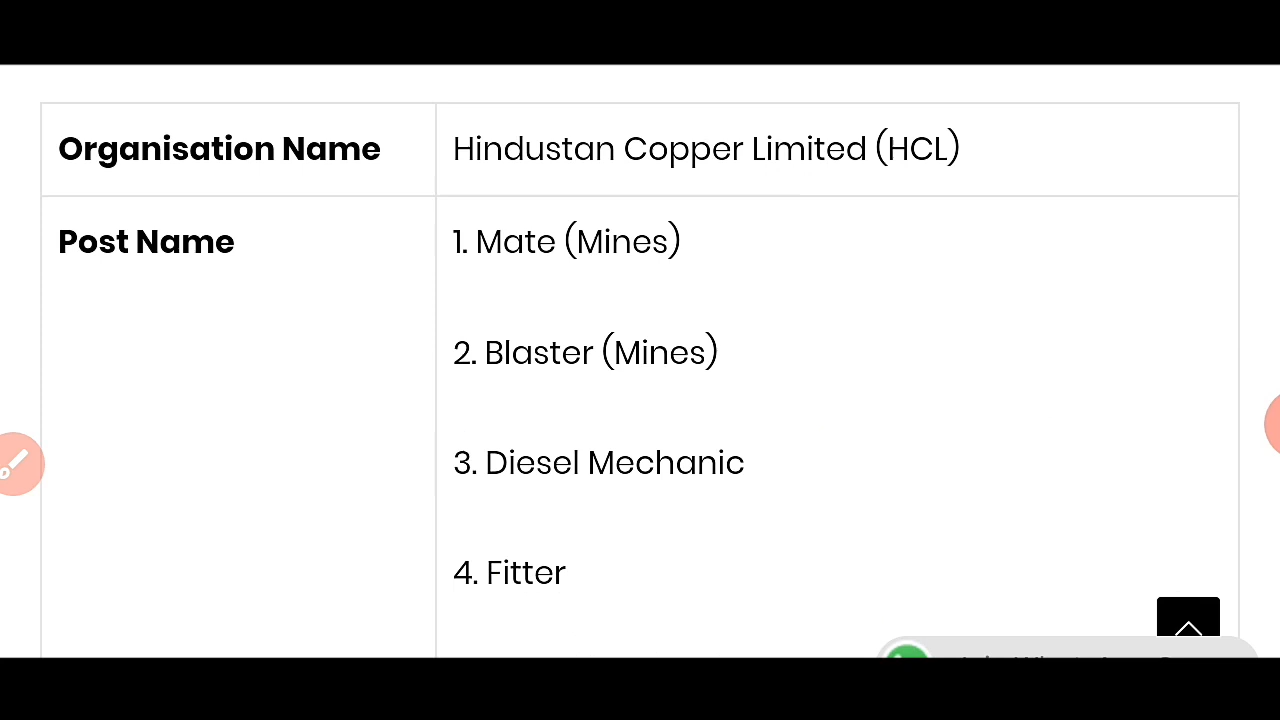 Organisation Name
Hindustan Copper Limited (HCL)
Post Name
1. Mate (Mines)
2. Blaster (Mines)
3. Diesel Mechanic
4. Fitter